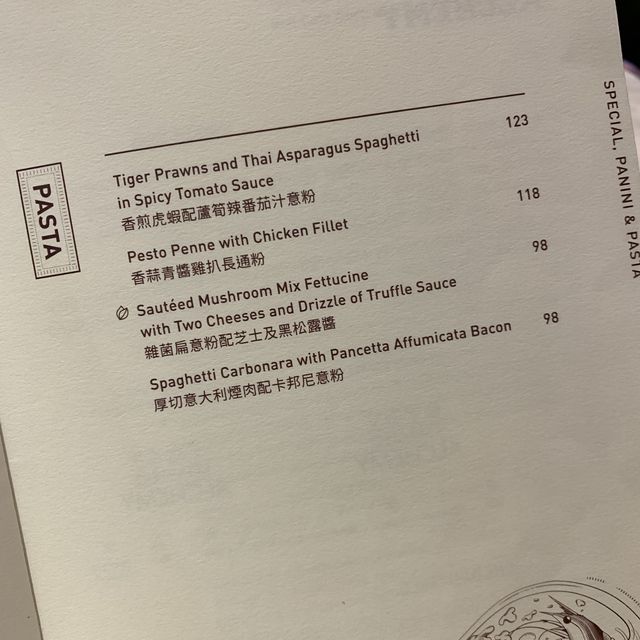 PASTA
Tiger Prawns and Thai Asparagus Spaghetti 123
in Spicy Tomato Sauce
香煎虎蝦配蘆筍辣番茄汁意粉
Pesto Penne with Chicken Fillet 118
香蒜青醬雞扒長通粉
Sautéed Mushroom Mix Fettucine 98
with Two Cheeses and Drizzle of Truffle Sauce
雜菌扁意粉配芝士及黑松露醬
Spaghetti Carbonara with Pancetta Affumicata Bacon 98
厚切意大利煙肉配卡邦尼意粉
SPECIAL, PANINI & PASTA